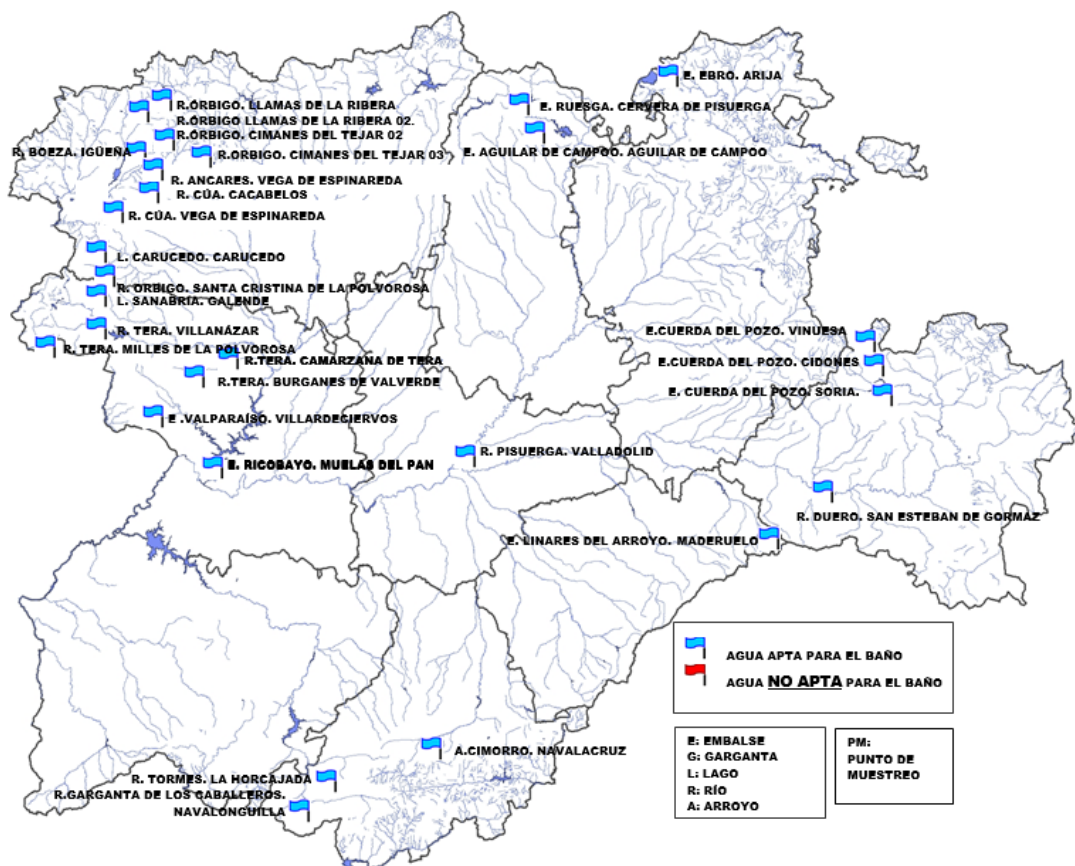 E. EBRO. ARIJA
R.ORBIGO. LLAMAS DE LA RIBERA
E. RUESGA. CERVERA DE PISUERGA
R.ORBIGO LLAMAS DE LA RIBERA 02.
R.ORBIGO. CIMANES DEL TEJAR 02
R. BOEZA. IGÜEÑA
R.ORBIGO. CIMANES DEL TEJAR 03
E. AGUILAR DE CAMPOO. AGUILAR DE CAMPOO
R. ANCARES. VEGA DE ESPINAREDA
R. CÚA. CACABELOS
R. CÚA. VEGA DE ESPINAREDA
L. CARUCEDO. CARUCEDO
R. ORBIGO. SANTA CRISTINA DE LA POLVOROSA
L. SANABRIA. GALENDE
R. TERA. VILLANÁZAR
E.CUERDA DEL POZO. VINUESA
R. TERA. MILLES DE LA POLVOROSA
R.TERA. CAMARZANA DE TERA
E.CUERDA DEL POZO. CIDONES
R.TERA. BURGANES DE VALVERDE
E. CUERDA DEL POZO. SORIA.
E .VALPARAÍSO. VILLARDECIERVOS
R. PISUERGA. VALLADOLID
E. RICOBAYO. MUELAS DEL PAN
R. DUERO. SAN ESTEBAN DE GORMAZ
E. LINARES DEL ARROYO. MADERUELO
AGUA APTA PARA EL BAÑO
AGUA NO APTA PARA EL BAÑO
E: EMBALSE
G: GARGANTA
L: LAGO
R: RÍO
A: ARROYO
PM:
PUNTO DE
MUESTREO
A.CIMORRO. NAVALACRUZ
R. TORMES. LA HORCAJADA
R.GARGANTA DE LOS CABALLEROS.
NAVALONGUILLA